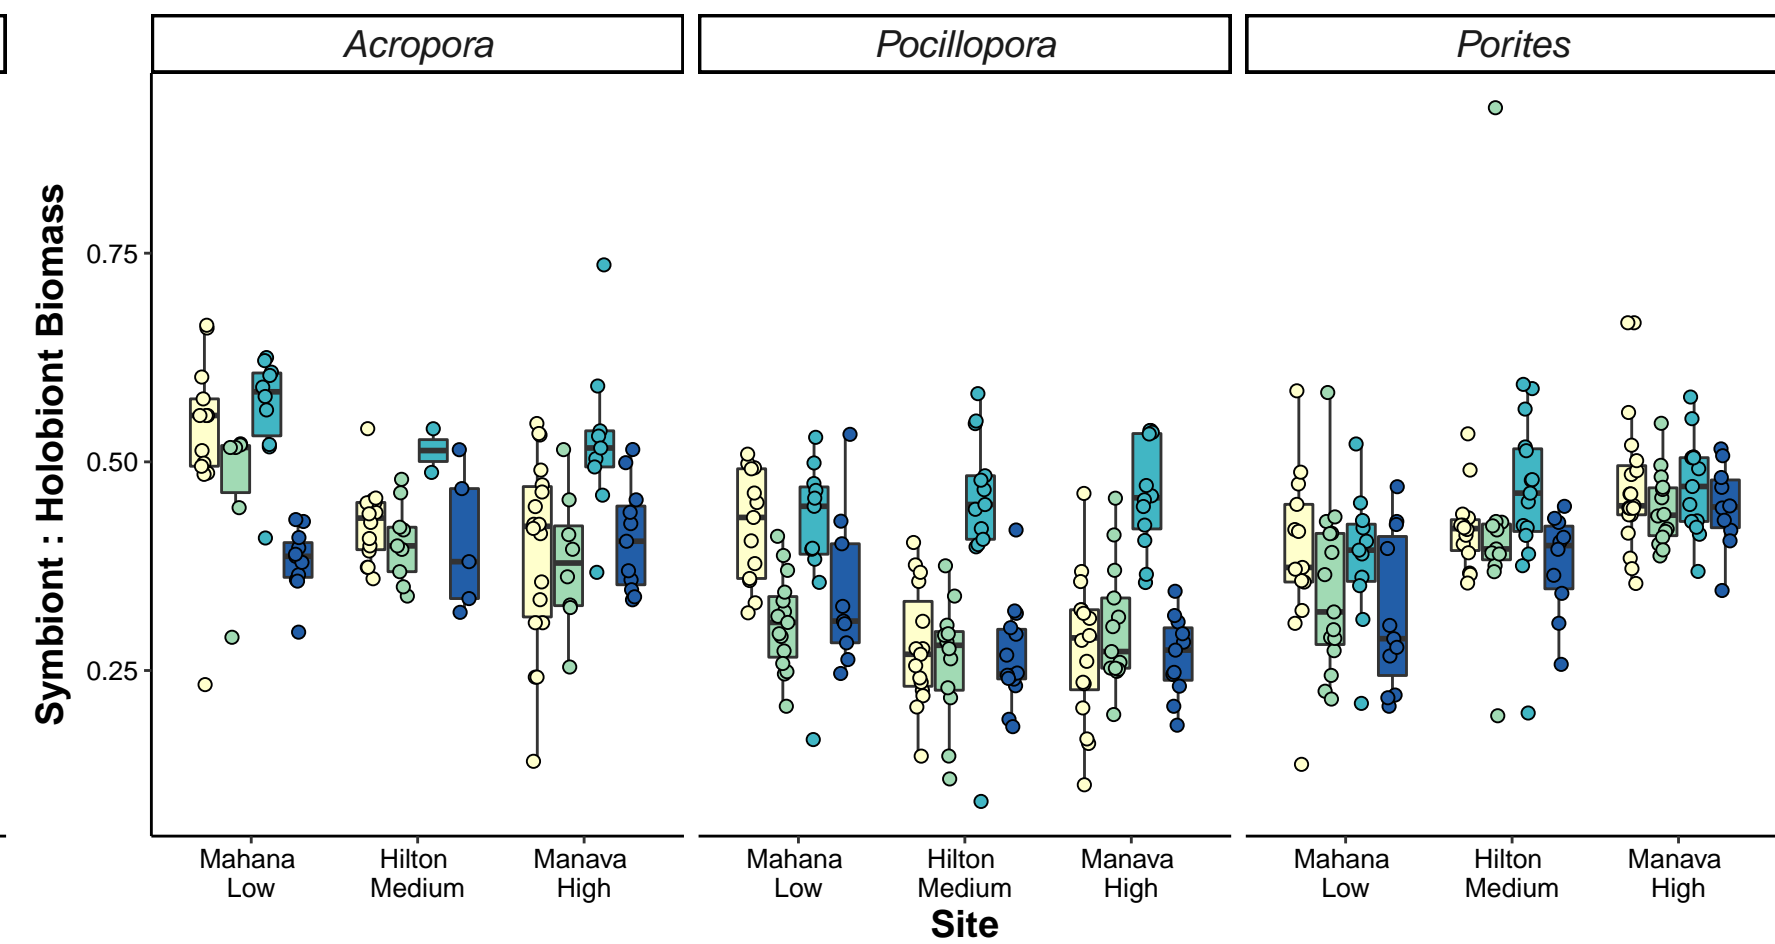 Acropora
Pocillopora
Porites
Symbiont : Holobiont Biomass
0.75
0.50
0.25
Mahana
Low
Hilton
Medium
Manava
High
Mahana
Low
Hilton
Medium
Manava
High
Mahana
Low
Hilton
Medium
Manava
High
Site